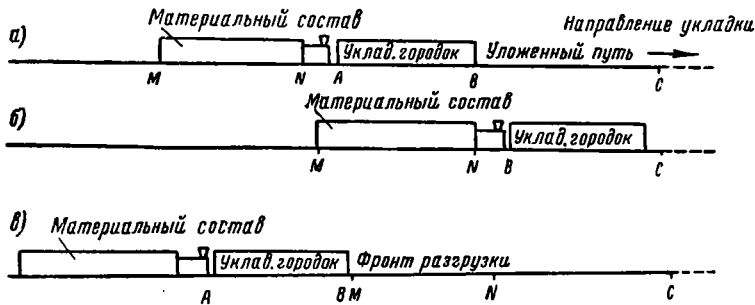 Материальный состав
Направление укладки
а)
Уклад. городок
Уложенный путь
M N A B C
Материальный состав
б)
Уклад. городок
M N B C
в)
Материальный состав
Уклад. городок
Фронт разгрузки
A B M N C